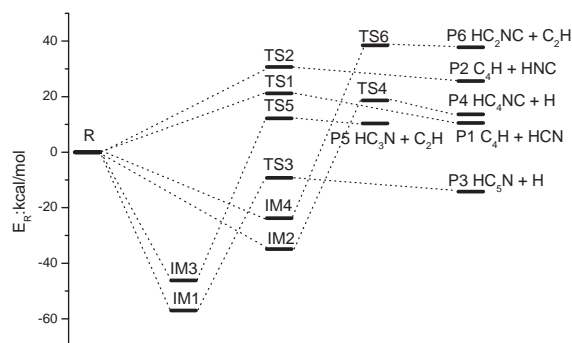 TS6
P6 HC₂NC + C₂H
40
TS2
P2 C₄H + HNC
TS1
TS4
20
P4 HC₄NC + H
TS5
R
P5 HC₃N + C₂H
P1 C₄H + HCN
0
TS3
P3 HC₅N + H
IM4
-20
IM2
-40
IM3
IM1
-60
E_R:kcal/mol